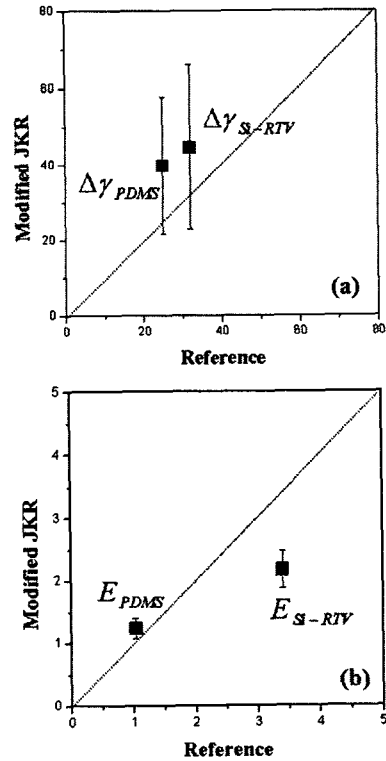 80
60
40
20
0
Modified JKR
Δγ_PDMS
Δγ_Si-RTV
(a)
0 20 40 60 80
Reference
5
4
3
2
1
0
Modified JKR
E_PDMS
E_Si-RTV
(b)
0 1 2 3 4 5
Reference